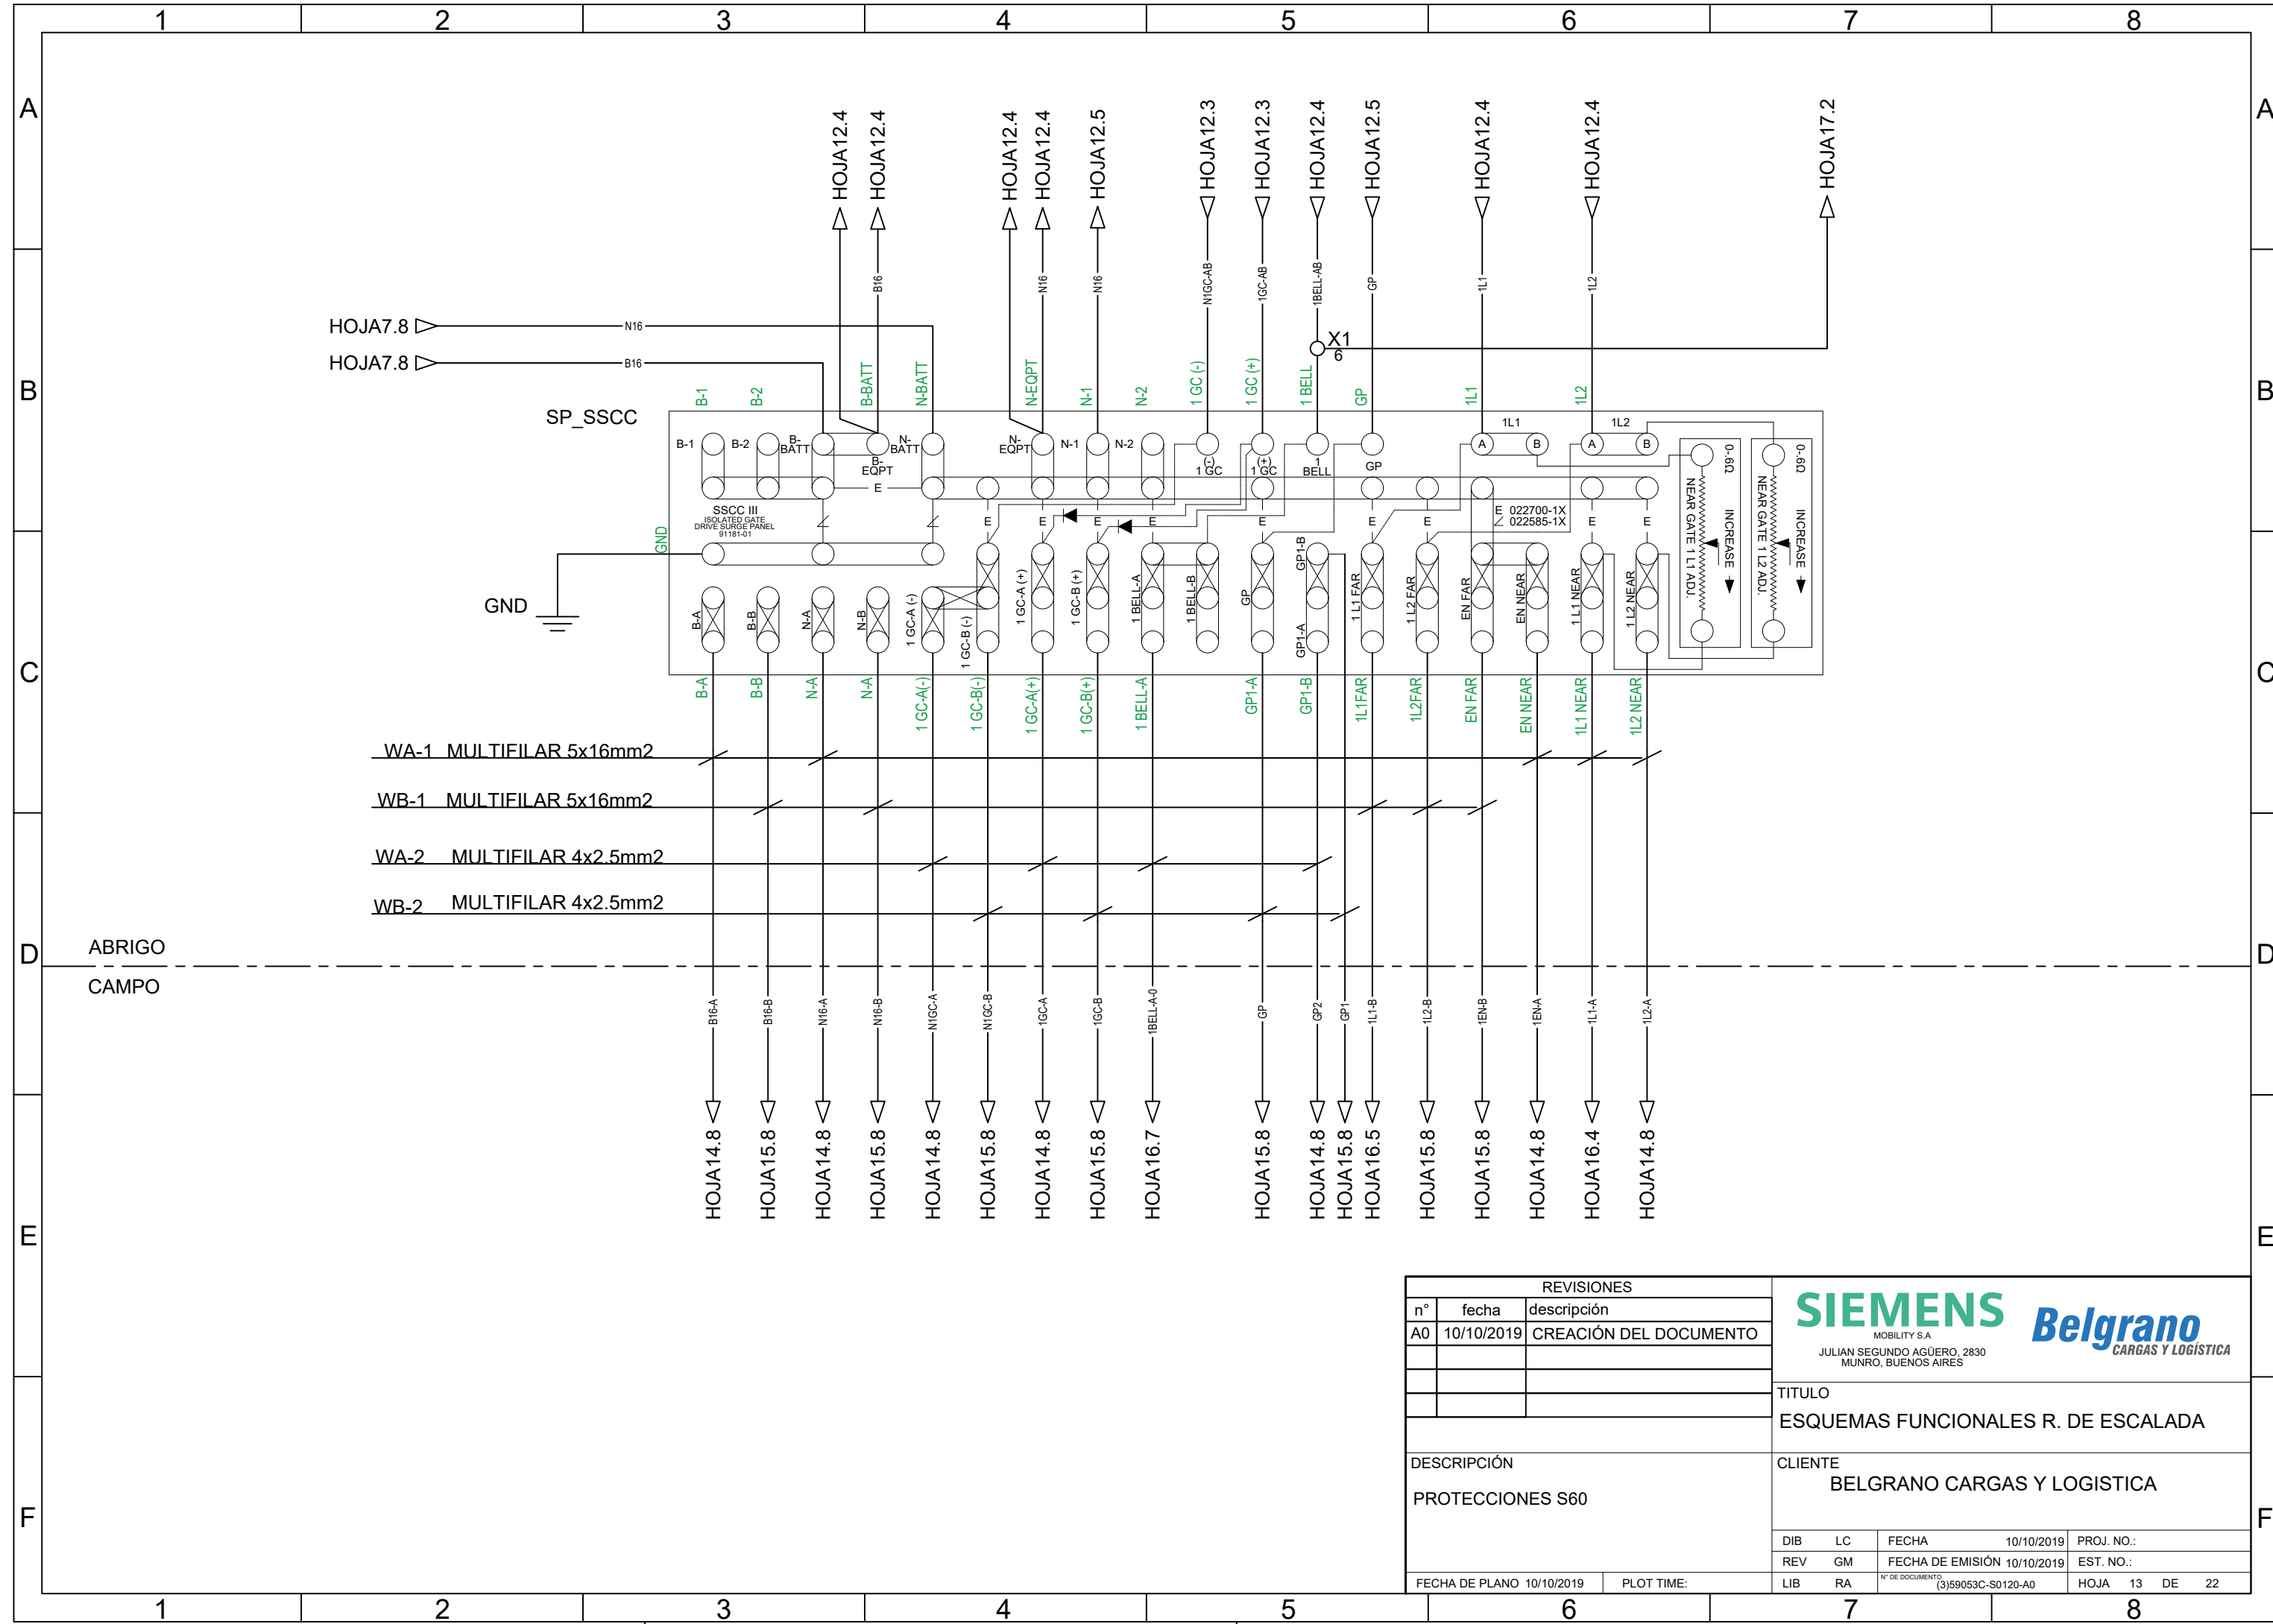 1 2 3 4 5 6 7 8
A A
HOJA12.4
HOJA12.4
HOJA12.4
HOJA12.4
HOJA12.5
HOJA12.3
HOJA12.3
HOJA12.4
HOJA12.5
HOJA12.4
HOJA12.4
HOJA17.2
B16
N16
N16
N1GC-AB
1GC-AB
1BELL-AB
GP
1L1
1L2
HOJA7.8
N16
HOJA7.8
B16
X1
6
B B
B-1
B-2
B-BATT
N-BATT
N-EQPT
N-1
N-2
1 GC (-)
1 GC (+)
1 BELL
GP
1L1
1L2
SP_SSCC
B-1
B-2
B-
BATT
B-
EQPT
N-
BATT
N-
EQPT
N-1
N-2
(-)
1 GC
(+)
1 GC
1
BELL
GP
1L1
A B
1L2
A B
E
SSCC III
ISOLATED GATE
DRIVE SURGE PANEL
91181-01
E E E E E E E E E
E 022700-1X
022585-1X
0-.6Ω
NEAR GATE 1 L1 ADJ.
INCREASE
0-.6Ω
NEAR GATE 1 L2 ADJ.
INCREASE
GND
GND
B-A
B-B
N-A
N-B
1 GC-A (-)
1 GC-B (-)
1 GC-A (+)
1 GC-B (+)
1 BELL-A
1 BELL-B
GP
GP1-B
GP1-A
1 L1 FAR
1 L2 FAR
EN FAR
EN NEAR
1 L1 NEAR
1 L2 NEAR
C C
B-A
B-B
N-A
N-A
1 GC-A(-)
1 GC-B(-)
1 GC-A(+)
1 GC-B(+)
1 BELL-A
GP1-A
GP1-B
1L1FAR
1L2FAR
EN FAR
EN NEAR
1L1 NEAR
1L2 NEAR
WA-1 MULTIFILAR 5x16mm2
WB-1 MULTIFILAR 5x16mm2
WA-2 MULTIFILAR 4x2.5mm2
WB-2 MULTIFILAR 4x2.5mm2
D D
ABRIGO
CAMPO
B16-A
B16-B
N16-A
N16-B
N1GC-A
N1GC-B
1GC-A
1GC-B
1BELL-A-0
GP
GP2
GP1
1L1-B
1L2-B
1EN-B
1EN-A
1L1-A
1L2-A
HOJA14.8
HOJA15.8
HOJA14.8
HOJA15.8
HOJA14.8
HOJA15.8
HOJA14.8
HOJA15.8
HOJA16.7
HOJA15.8
HOJA14.8
HOJA15.8
HOJA16.5
HOJA15.8
HOJA15.8
HOJA14.8
HOJA16.4
HOJA14.8
E E
REVISIONES
n° fecha descripción
A0 10/10/2019 CREACIÓN DEL DOCUMENTO
SIEMENS
MOBILITY S.A
JULIAN SEGUNDO AGÜERO, 2830
MUNRO, BUENOS AIRES
Belgrano
CARGAS Y LOGÍSTICA
TITULO
ESQUEMAS FUNCIONALES R. DE ESCALADA
DESCRIPCIÓN
PROTECCIONES S60
CLIENTE
BELGRANO CARGAS Y LOGISTICA
F F
DIB LC FECHA 10/10/2019 PROJ. NO.:
REV GM FECHA DE EMISIÓN 10/10/2019 EST. NO.:
FECHA DE PLANO 10/10/2019 PLOT TIME: LIB RA N° DE DOCUMENTO (3)59053C-S0120-A0 HOJA 13 DE 22
1 2 3 4 5 6 7 8